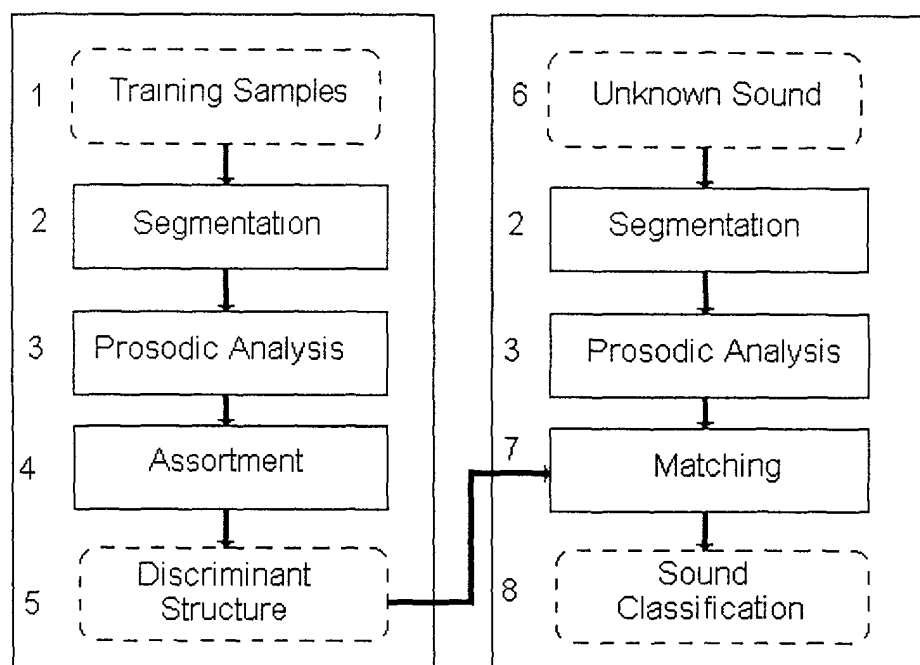 1
Training Samples
2
Segmentation
3
Prosodic Analysis
4
Assortment
5
Discriminant
Structure
6
Unknown Sound
2
Segmentation
3
Prosodic Analysis
7
Matching
8
Sound
Classification